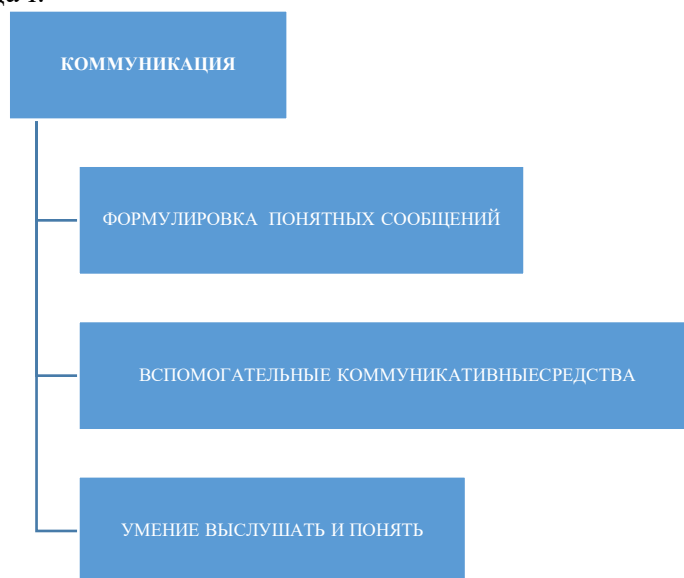 КОММУНИКАЦИЯ
ФОРМУЛИРОВКА ПОНЯТНЫХ СООБЩЕНИЙ
ВСПОМОГАТЕЛЬНЫЕ КОММУНИКАТИВНЫЕСРЕДСТВА
УМЕНИЕ ВЫСЛУШАТЬ И ПОНЯТЬ